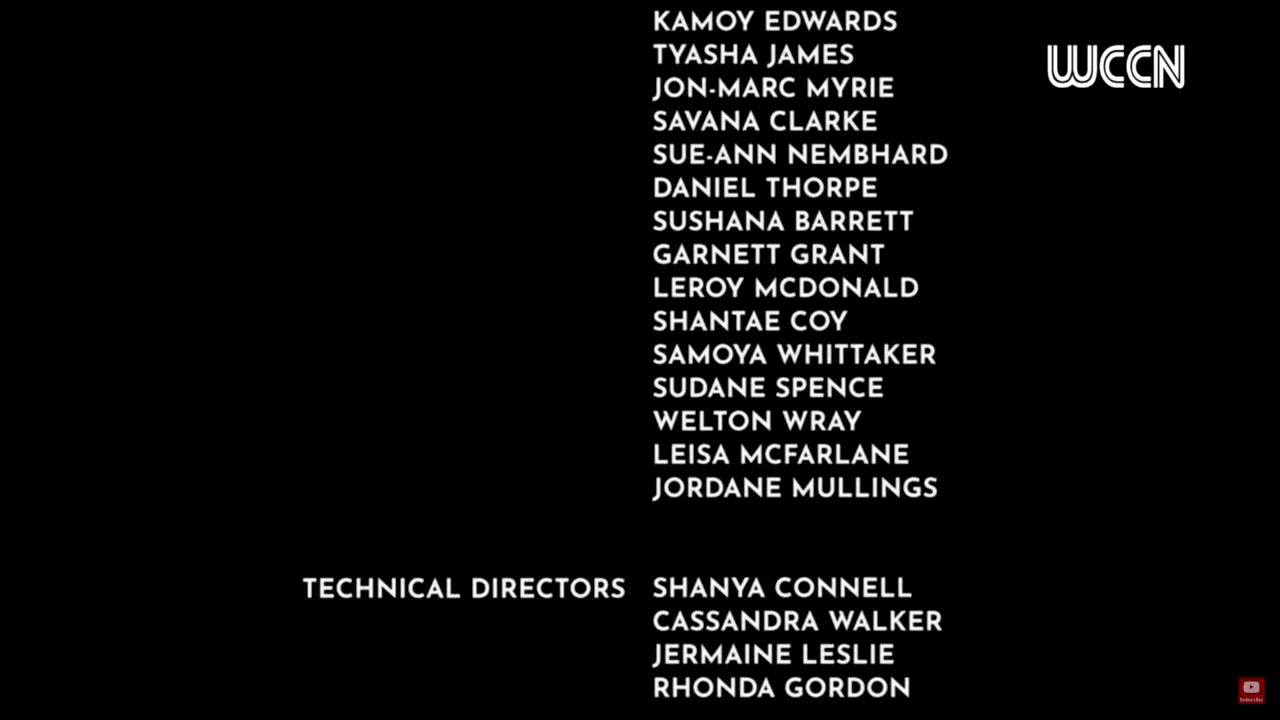 KAMOY EDWARDS
WCCN
TYASHA JAMES
JON-MARC MYRIE
SAVANA CLARKE
SUE-ANN NEMBHARD
DANIEL THORPE
SUSHANA BARRETT
GARNETT GRANT
LEROY MCDONALD
SHANTAE COY
SAMOYA WHITTAKER
SUDANE SPENCE
WELTON WRAY
LEISA MCFARLANE
JORDANE MULLINGS
TECHNICAL DIRECTORS SHANYA CONNELL
CASSANDRA WALKER
JERMAINE LESLIE
RHONDA GORDON
Subscribe